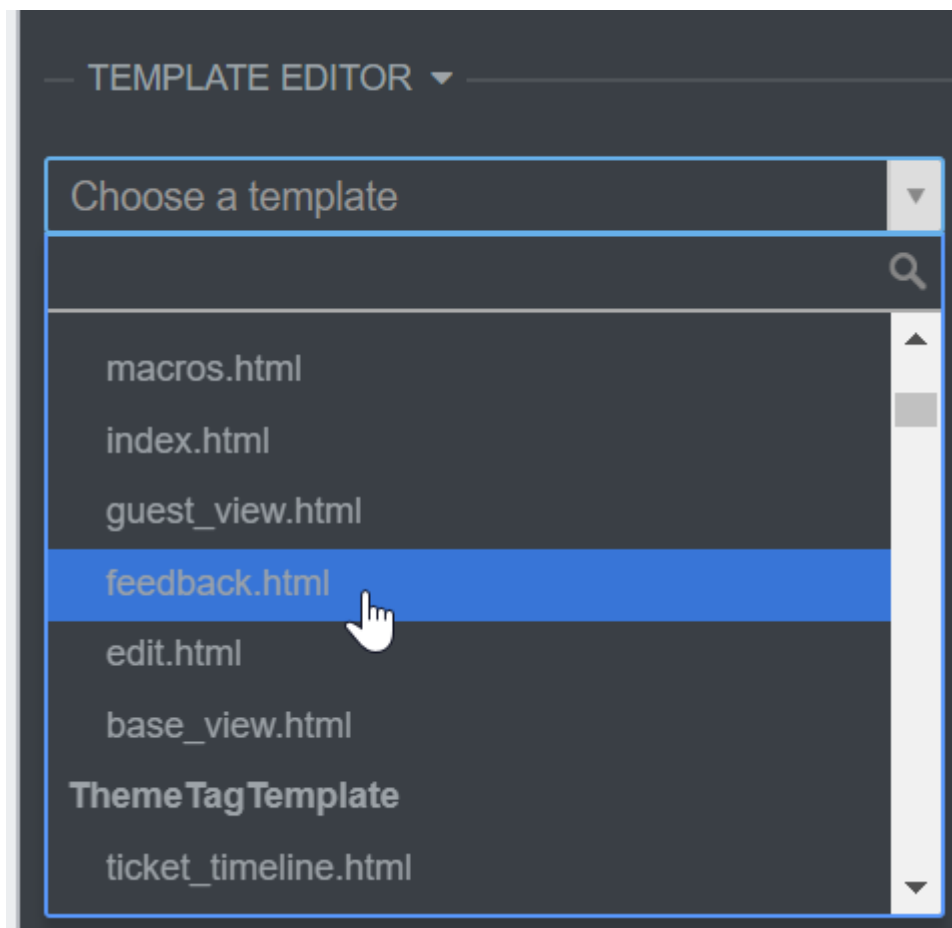 TEMPLATE EDITOR
Choose a template
macros.html
index.html
guest_view.html
feedback.html
edit.html
base_view.html
ThemeTagTemplate
ticket_timeline.html